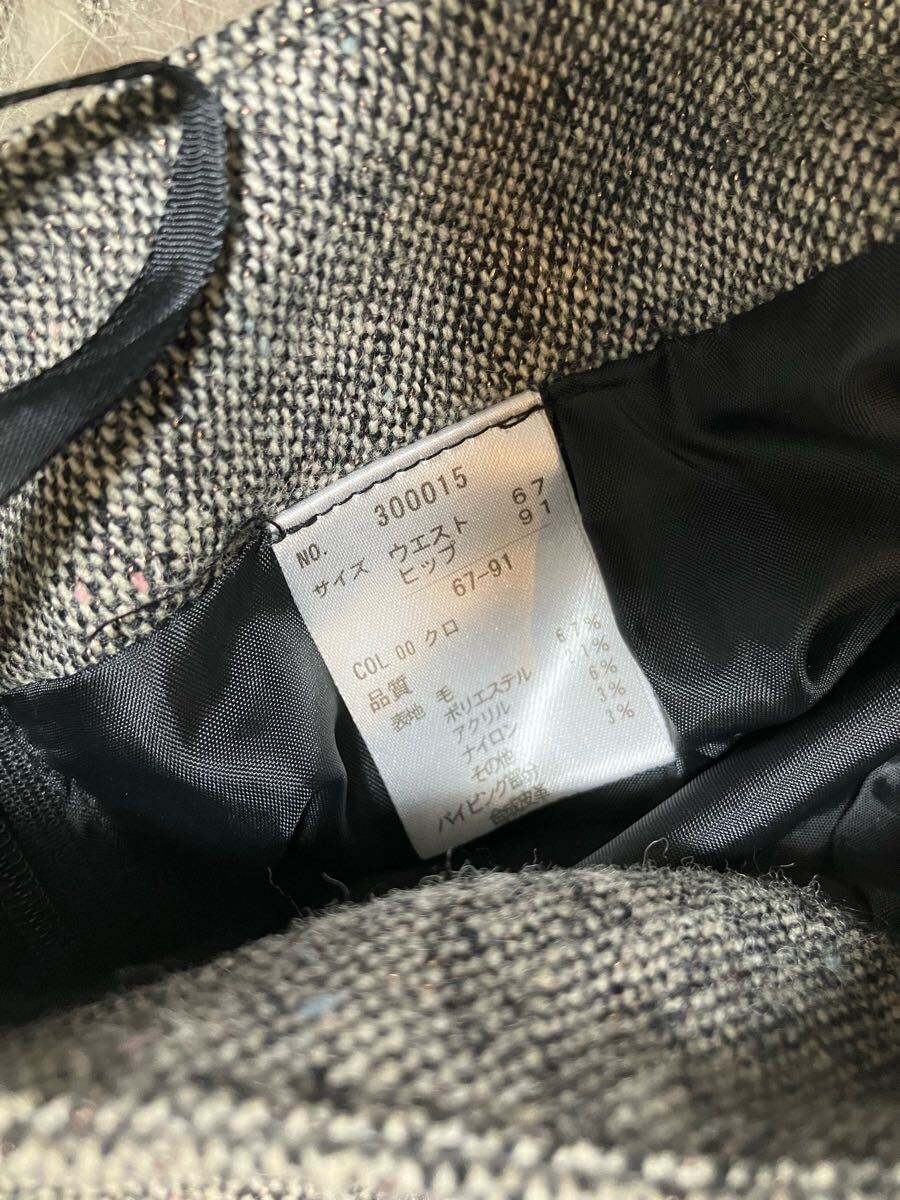 NO. 300015
サイズ ウエスト 67
ヒップ 91
67-91
COL 00 クロ
品質
表地 毛 67%
ポリエステル 21%
アクリル 6%
ナイロン 3%
その他 3%
パイピング部分